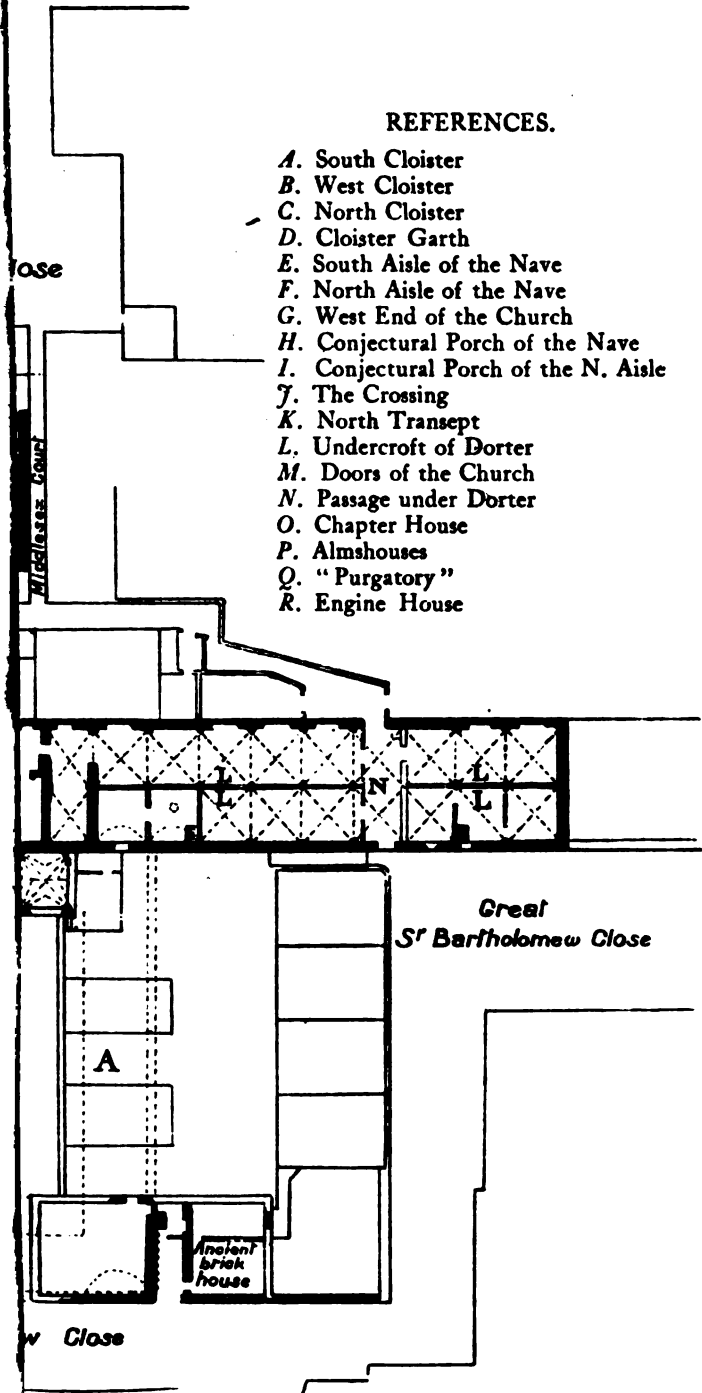 REFERENCES.
A. South Cloister
B. West Cloister
C. North Cloister
D. Cloister Garth
E. South Aisle of the Nave
F. North Aisle of the Nave
G. West End of the Church
H. Conjectural Porch of the Nave
I. Conjectural Porch of the N. Aisle
J. The Crossing
K. North Transept
L. Undercroft of Dorter
M. Doors of the Church
N. Passage under Dorter
O. Chapter House
P. Almshouses
Q. "Purgatory"
R. Engine House
lose
Middlesex Court
L
L
N
L
L
Great
Sr Bartholomew Close
A
Ancient
brick
house
w Close